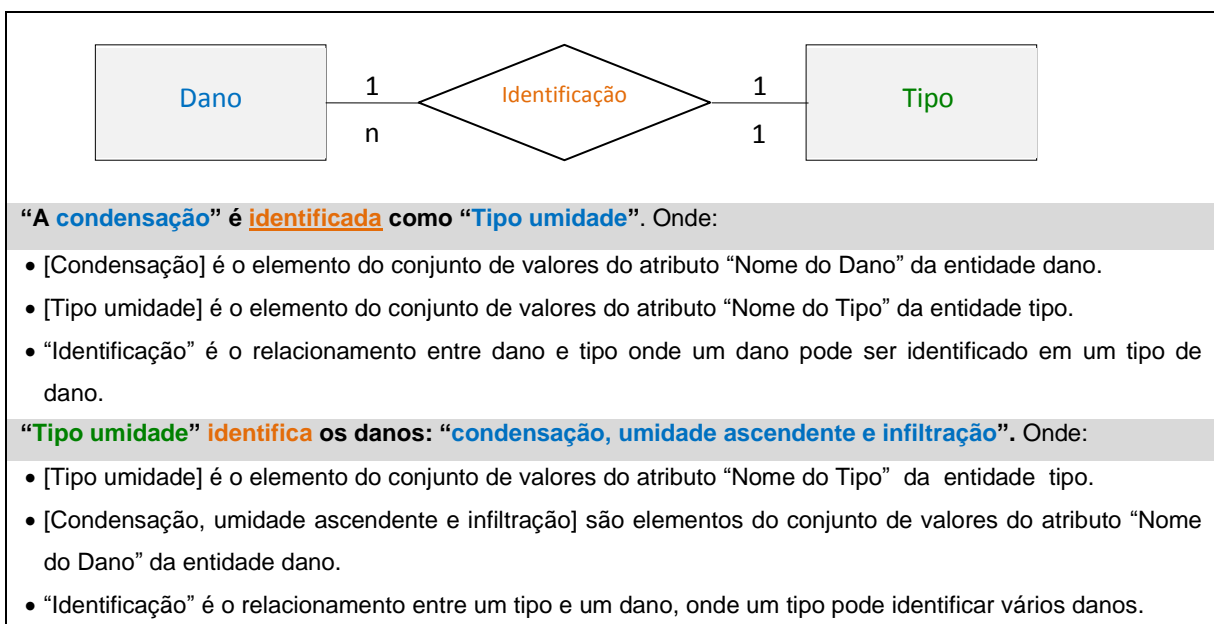 Dano
1
n
Identificação
1
1
Tipo
“A condensação” é identificada como “Tipo umidade”. Onde:
• [Condensação] é o elemento do conjunto de valores do atributo “Nome do Dano” da entidade dano.
• [Tipo umidade] é o elemento do conjunto de valores do atributo “Nome do Tipo” da entidade tipo.
• “Identificação” é o relacionamento entre dano e tipo onde um dano pode ser identificado em um tipo de
dano.
“Tipo umidade” identifica os danos: “condensação, umidade ascendente e infiltração”. Onde:
• [Tipo umidade] é o elemento do conjunto de valores do atributo “Nome do Tipo” da entidade tipo.
• [Condensação, umidade ascendente e infiltração] são elementos do conjunto de valores do atributo “Nome
do Dano” da entidade dano.
• “Identificação” é o relacionamento entre um tipo e um dano, onde um tipo pode identificar vários danos.